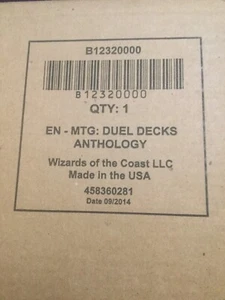 B12320000
B12320000
QTY: 1
EN - MTG: DUEL DECKS
ANTHOLOGY
Wizards of the Coast LLC
Made in the USA
458360281
Date 09/2014